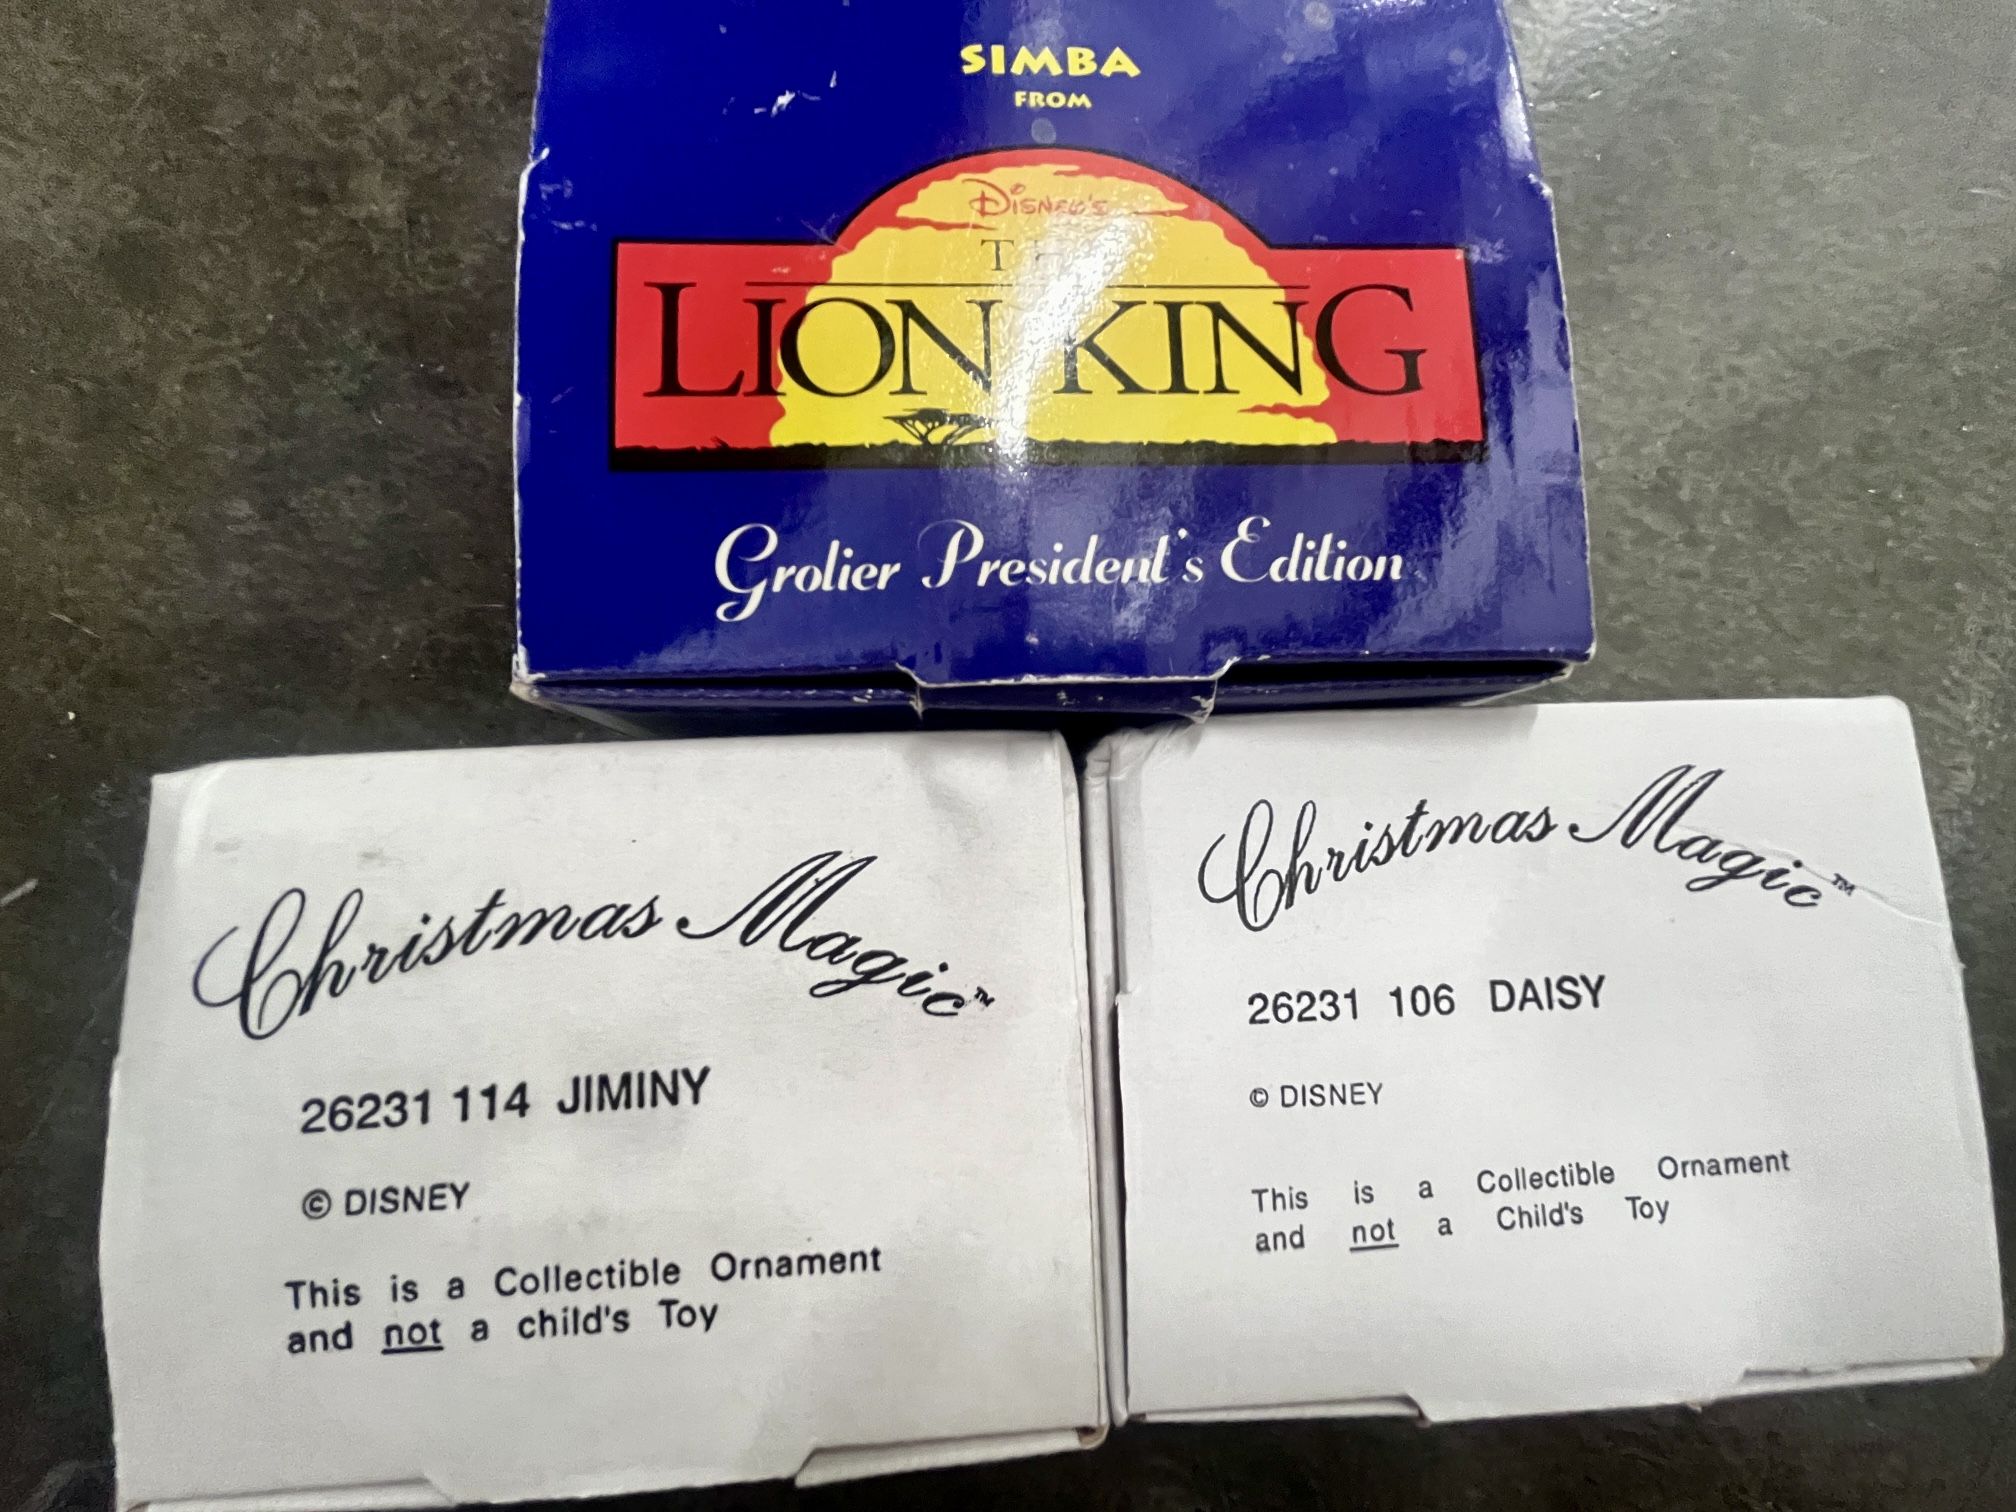 SIMBA
FROM
DISNEY'S
THE
LION KING
Grolier President's Edition
Christmas Magic™
26231 114 JIMINY
© DISNEY
This is a Collectible Ornament
and not a child's Toy
Christmas Magic™
26231 106 DAISY
© DISNEY
This is a Collectible Ornament
and not a Child's Toy